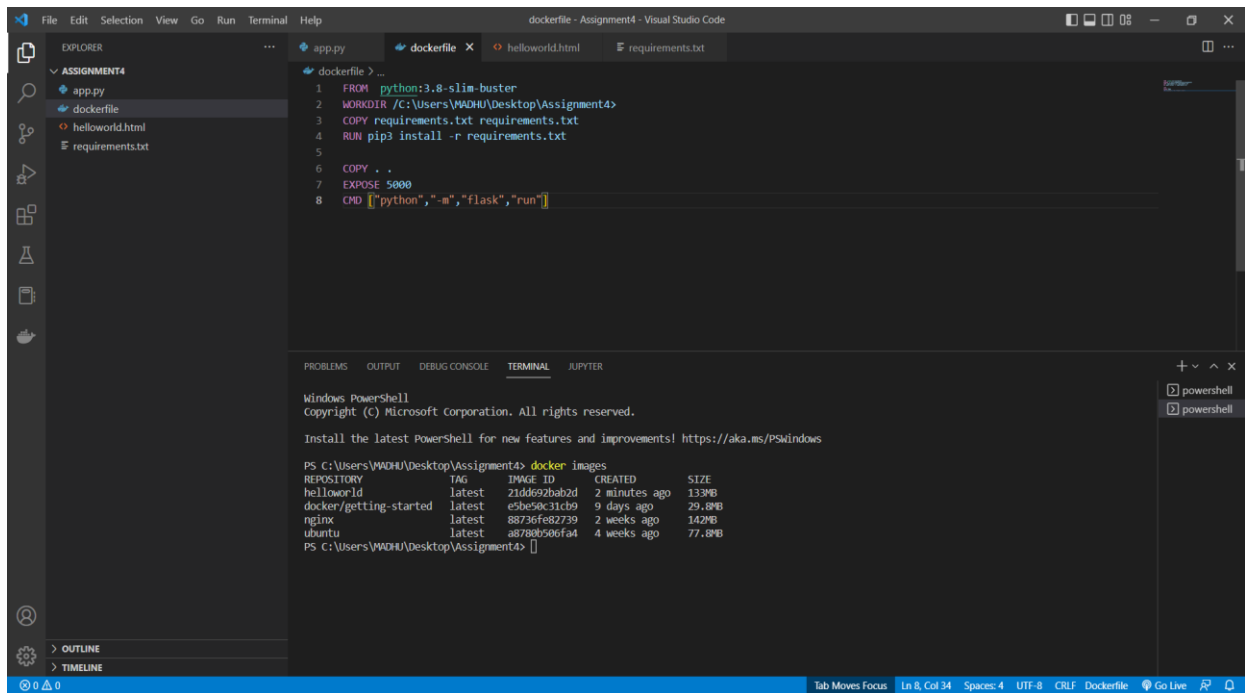 File Edit Selection View Go Run Terminal Help
dockerfile - Assignment4 - Visual Studio Code
EXPLORER
ASSIGNMENT4
app.py
dockerfile
helloworld.html
requirements.txt
OUTLINE
TIMELINE
app.py dockerfile helloworld.html requirements.txt
dockerfile > ...
1 FROM python:3.8-slim-buster
2 WORKDIR /C:\Users\MADHU\Desktop\Assignment4>
3 COPY requirements.txt requirements.txt
4 RUN pip3 install -r requirements.txt
5
6 COPY . .
7 EXPOSE 5000
8 CMD ["python","-m","flask","run"]
PROBLEMS OUTPUT DEBUG CONSOLE TERMINAL JUPYTER
Windows PowerShell
Copyright (C) Microsoft Corporation. All rights reserved.
Install the latest PowerShell for new features and improvements! https://aka.ms/PSWindows
PS C:\Users\MADHU\Desktop\Assignment4> docker images
REPOSITORY TAG IMAGE ID CREATED SIZE
helloworld latest 21dd692bab2d 2 minutes ago 133MB
docker/getting-started latest e5be50c31cb9 9 days ago 29.8MB
nginx latest 88736fe82739 2 weeks ago 142MB
ubuntu latest a8780b506fa4 4 weeks ago 77.8MB
PS C:\Users\MADHU\Desktop\Assignment4>
powershell
powershell
0 0
Tab Moves Focus Ln 8, Col 34 Spaces: 4 UTF-8 CRLF Dockerfile Go Live